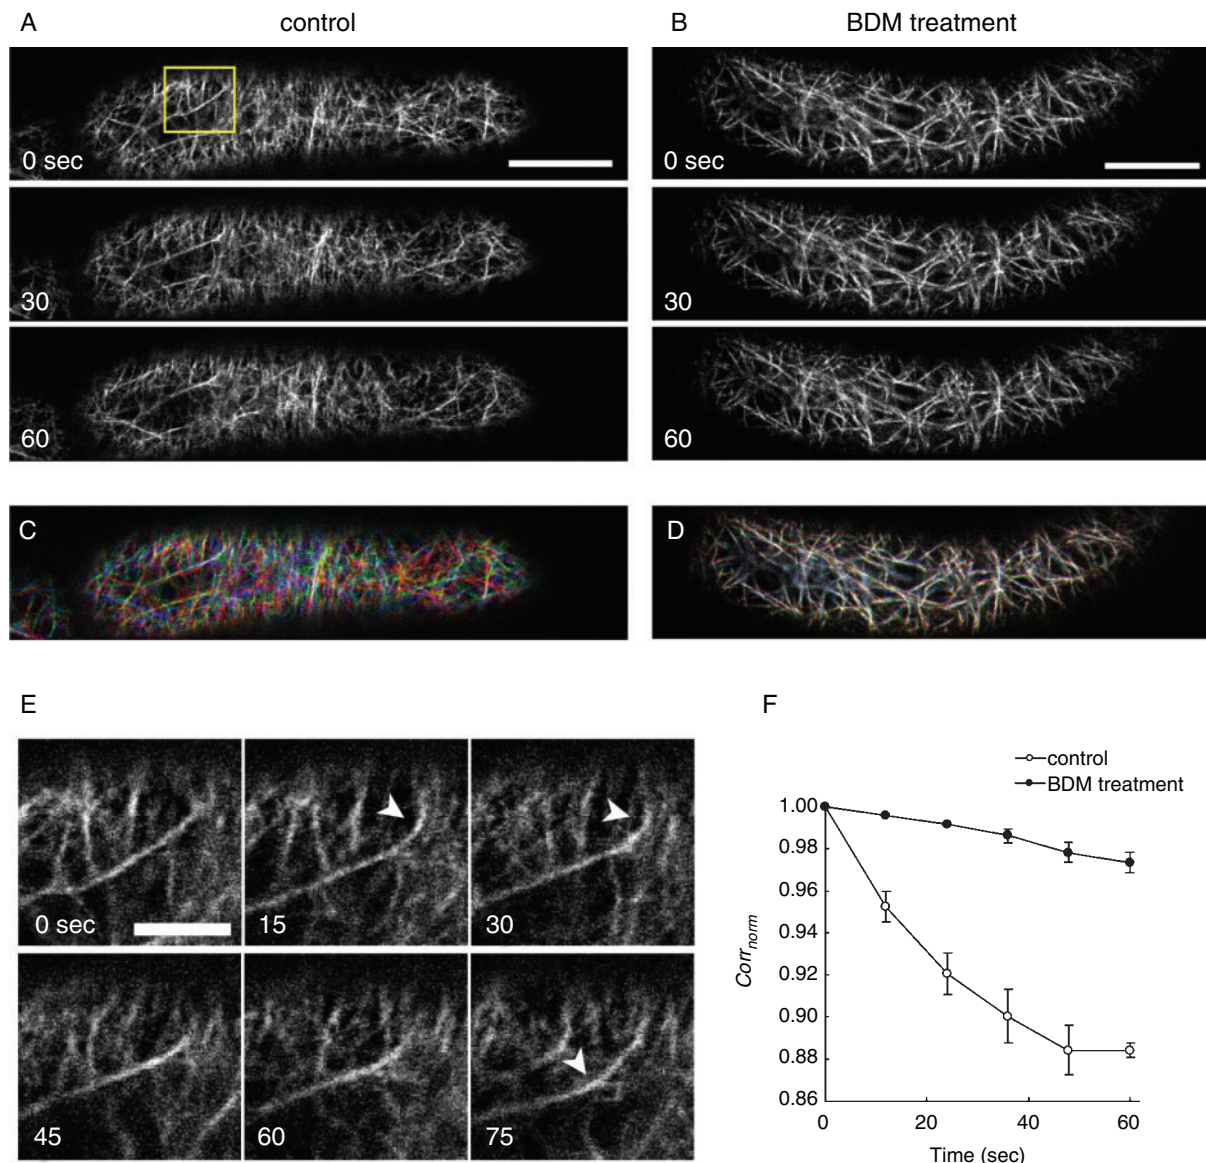 A control
B BDM treatment
0 sec
0 sec
30
30
60
60
C
D
E
F
0 sec
15
30
45
60
75
control
BDM treatment
1.00
0.98
0.96
0.94
0.92
0.90
0.88
0.86
Corrnorm
0 20 40 60
Time (sec)